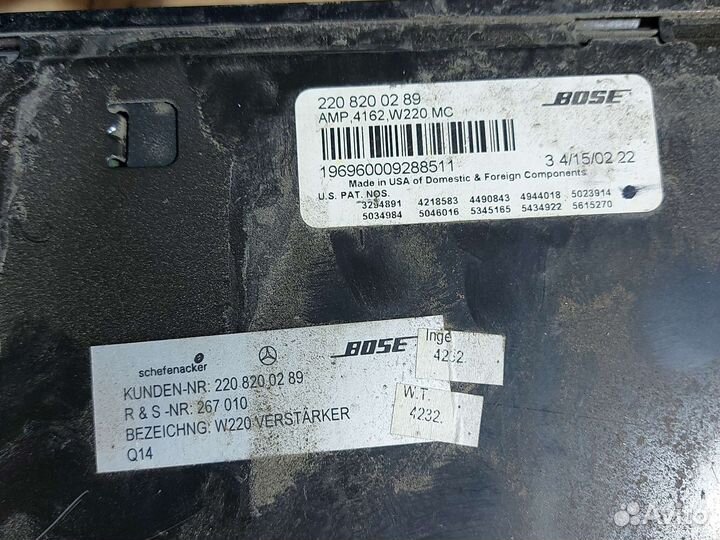 220 820 02 89
BOSE
AMP,4162,W220 MC
196960009288511
3 4/15/02 22
Made in USA of Domestic & Foreign Components
U.S. PAT. NOS.
3294891 4218583 4490843 4944018 5023914
5034984 5046016 5345165 5434922 5615270
schefenacker
BOSE
KUNDEN-NR: 220 820 02 89
R & S -NR: 267 010
BEZEICHNG: W220 VERSTÄRKER
Q14
Inge
4232.
W.T.
4232.
Avito